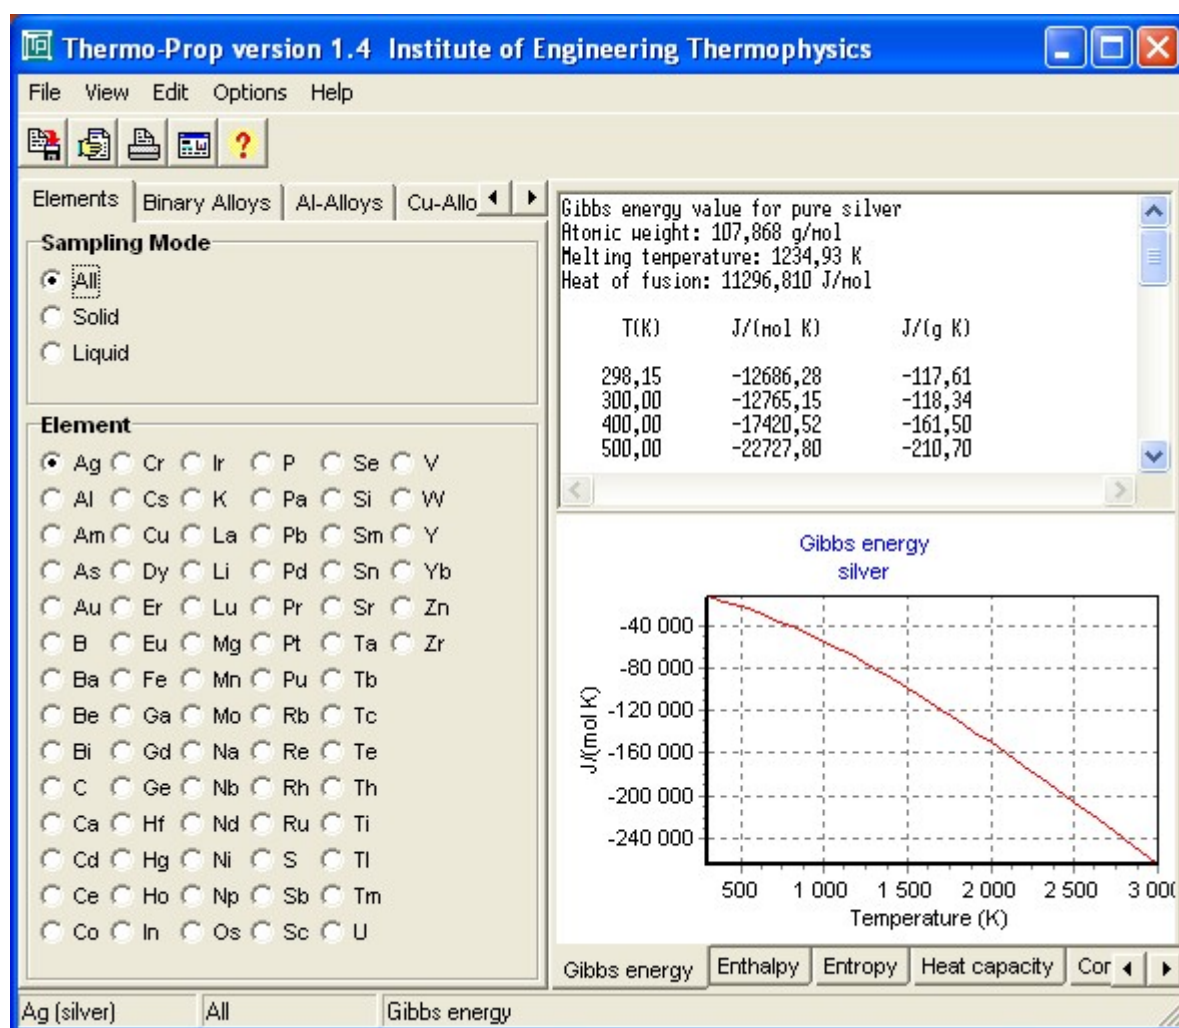 Thermo-Prop version 1.4 Institute of Engineering Thermophysics
File View Edit Options Help
Elements Binary Alloys Al-Alloys Cu-Allo
Sampling Mode
All
Solid
Liquid
Element
Ag Cr Ir P Se V
Al Cs K Pa Si W
Am Cu La Pb Sm Y
As Dy Li Pd Sn Yb
Au Er Lu Pr Sr Zn
B Eu Mg Pt Ta Zr
Ba Fe Mn Pu Tb
Be Ga Mo Rb Tc
Bi Gd Na Re Te
C Ge Nb Rh Th
Ca Hf Nd Ru Ti
Cd Hg Ni S Tl
Ce Ho Np Sb Tm
Co In Os Sc U
Gibbs energy value for pure silver
Atomic weight: 107,868 g/mol
Melting temperature: 1234,93 K
Heat of fusion: 11296,810 J/mol
T(K) J/(mol K) J/(g K)
298,15 -12686,28 -117,61
300,00 -12765,15 -118,34
400,00 -17420,52 -161,50
500,00 -22727,80 -210,70
Gibbs energy
silver
J/(mol K)
-40 000
-80 000
-120 000
-160 000
-200 000
-240 000
500 1 000 1 500 2 000 2 500 3 000
Temperature (K)
Gibbs energy Enthalpy Entropy Heat capacity Cor
Ag (silver) All Gibbs energy